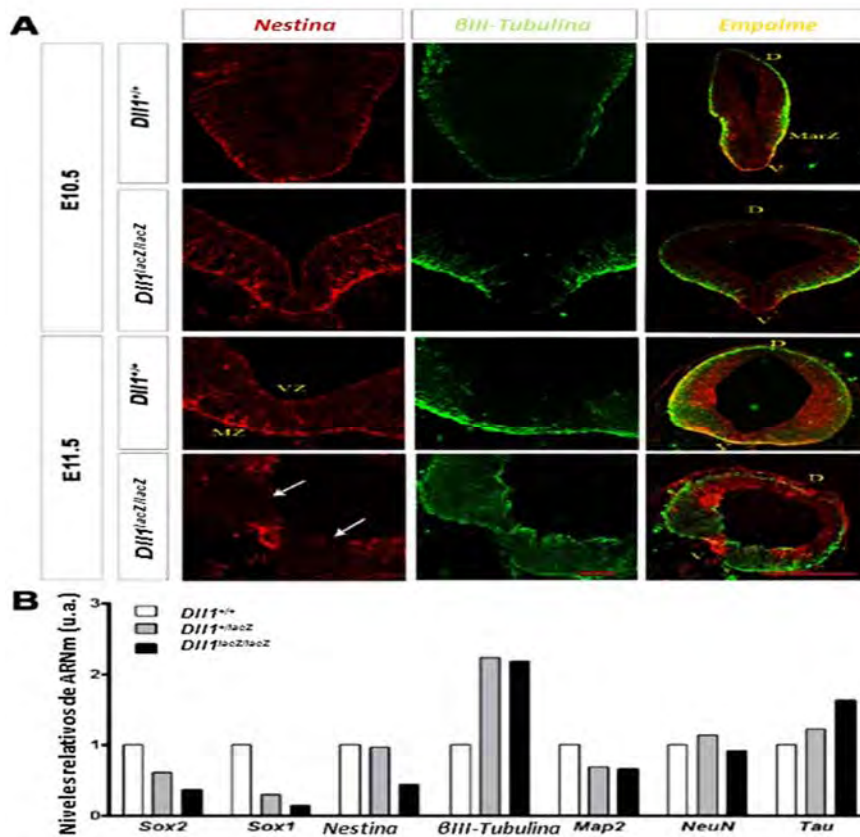 A
Nestina
βIII-Tubulina
Empalme
E10.5
Dll1+/+
D
MarZ
V
Dll1lacZ/lacZ
D
V
E11.5
Dll1+/+
VZ
MZ
D
V
Dll1lacZ/lacZ
D
V
B
Niveles relativos de ARNm (u.a.)
3
2
1
0
Dll1+/+
Dll1+/lacZ
Dll1lacZ/lacZ
Sox2
Sox1
Nestina
βIII-Tubulina
Map2
NeuN
Tau